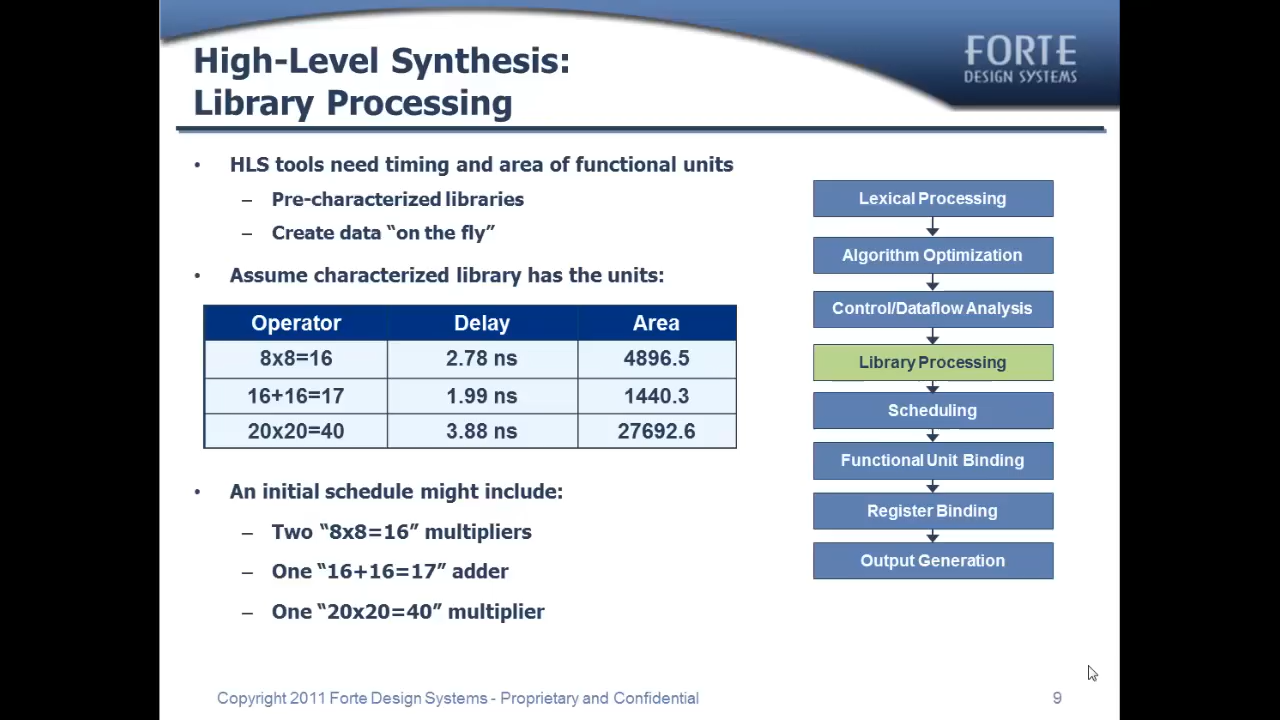 High-Level Synthesis:
Library Processing
FORTE
DESIGN SYSTEMS
• HLS tools need timing and area of functional units
– Pre-characterized libraries
– Create data “on the fly”
• Assume characterized library has the units:
Operator Delay Area
8x8=16 2.78 ns 4896.5
16+16=17 1.99 ns 1440.3
20x20=40 3.88 ns 27692.6
• An initial schedule might include:
– Two “8x8=16” multipliers
– One “16+16=17” adder
– One “20x20=40” multiplier
Lexical Processing
Algorithm Optimization
Control/Dataflow Analysis
Library Processing
Scheduling
Functional Unit Binding
Register Binding
Output Generation
Copyright 2011 Forte Design Systems - Proprietary and Confidential
9